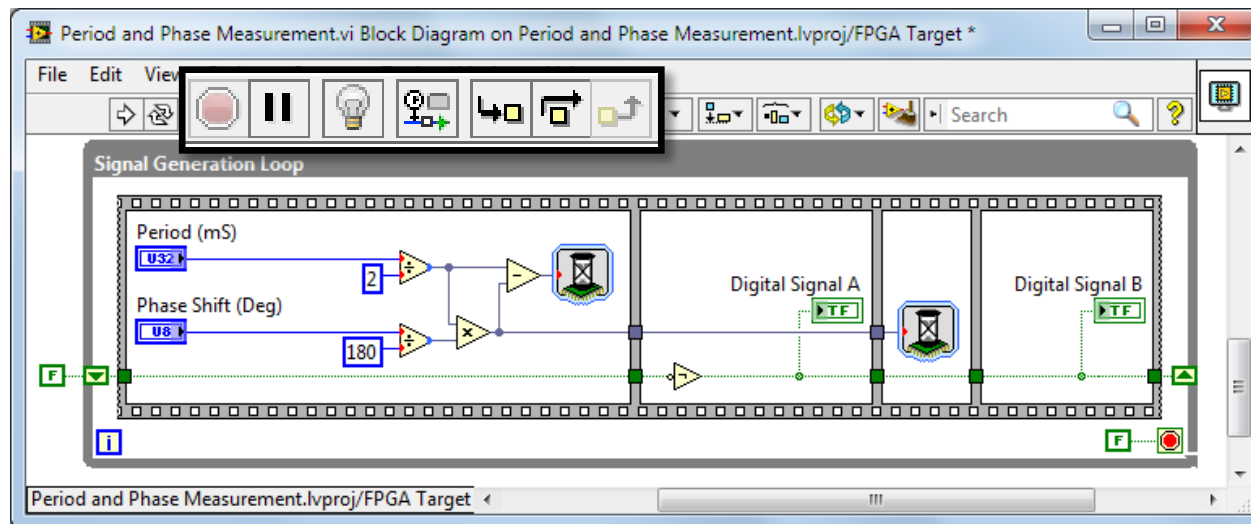 Period and Phase Measurement.vi Block Diagram on Period and Phase Measurement.lvproj/FPGA Target *
File Edit View
Search
Signal Generation Loop
Period (mS)
U32
2
Phase Shift (Deg)
U8
180
Digital Signal A
TF
Digital Signal B
TF
F
i
F
Period and Phase Measurement.lvproj/FPGA Target